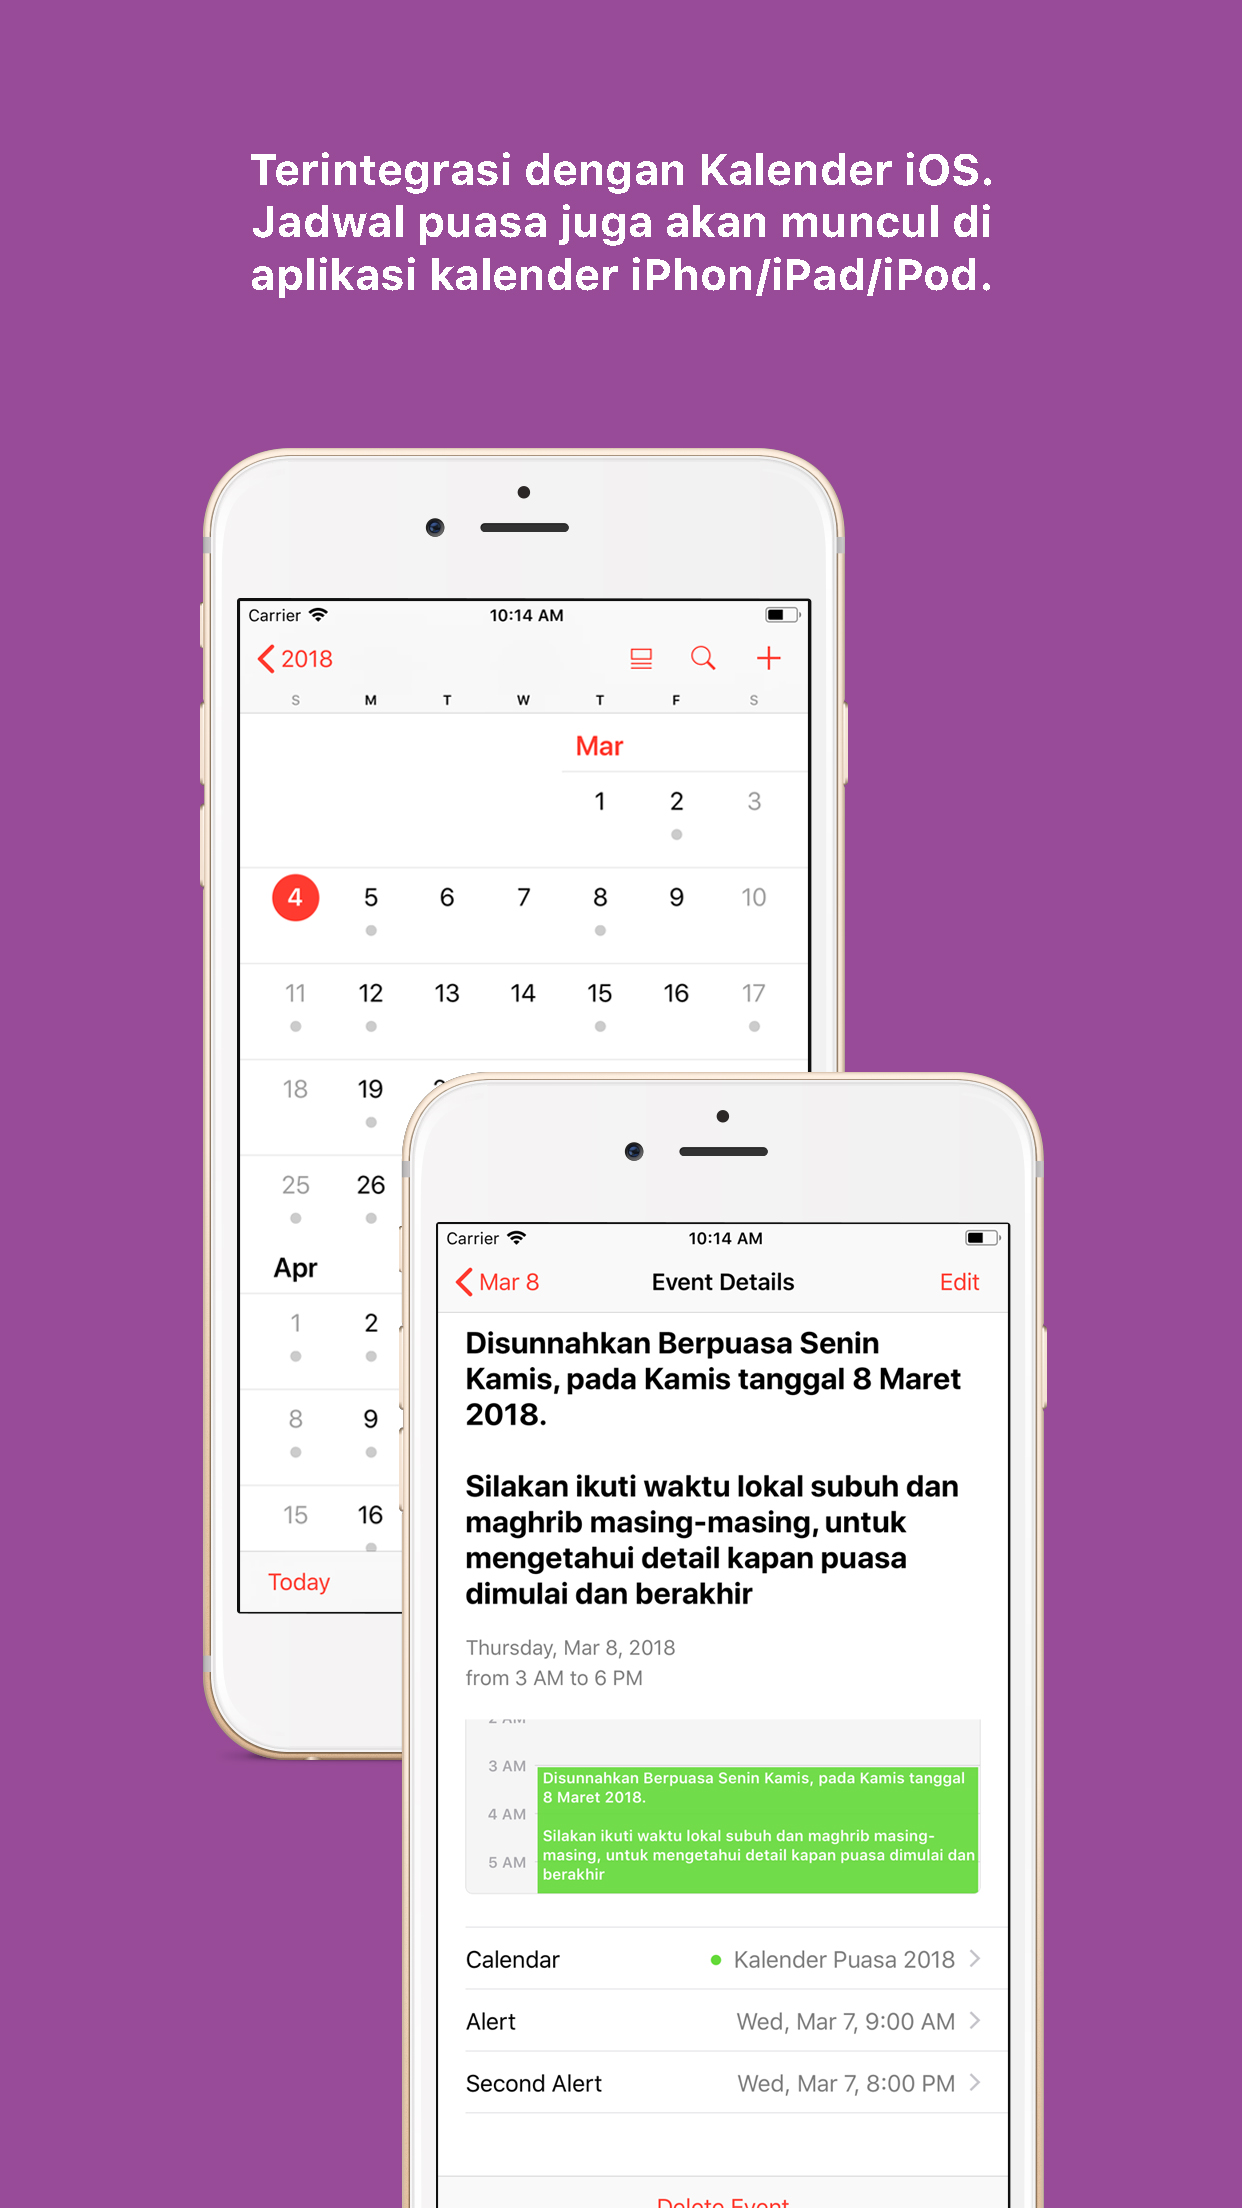 Terintegrasi dengan Kalender iOS.
Jadwal puasa juga akan muncul di
aplikasi kalender iPhon/iPad/iPod.
Carrier 10:14 AM
2018
S M T W T F S
Mar
1 2 3
4 5 6 7 8 9 10
11 12 13 14 15 16 17
18 19
25 26
Apr
1 2
8 9
15 16
Today
Carrier 10:14 AM
Mar 8 Event Details Edit
Disunnahkan Berpuasa Senin
Kamis, pada Kamis tanggal 8 Maret
2018.
Silakan ikuti waktu lokal subuh dan
maghrib masing-masing, untuk
mengetahui detail kapan puasa
dimulai dan berakhir
Thursday, Mar 8, 2018
from 3 AM to 6 PM
2 AM
3 AM
Disunnahkan Berpuasa Senin Kamis, pada Kamis tanggal
8 Maret 2018.
4 AM
Silakan ikuti waktu lokal subuh dan maghrib masing-
masing, untuk mengetahui detail kapan puasa dimulai dan
5 AM
berakhir
Calendar Kalender Puasa 2018
Alert Wed, Mar 7, 9:00 AM
Second Alert Wed, Mar 7, 8:00 PM
Delete Event